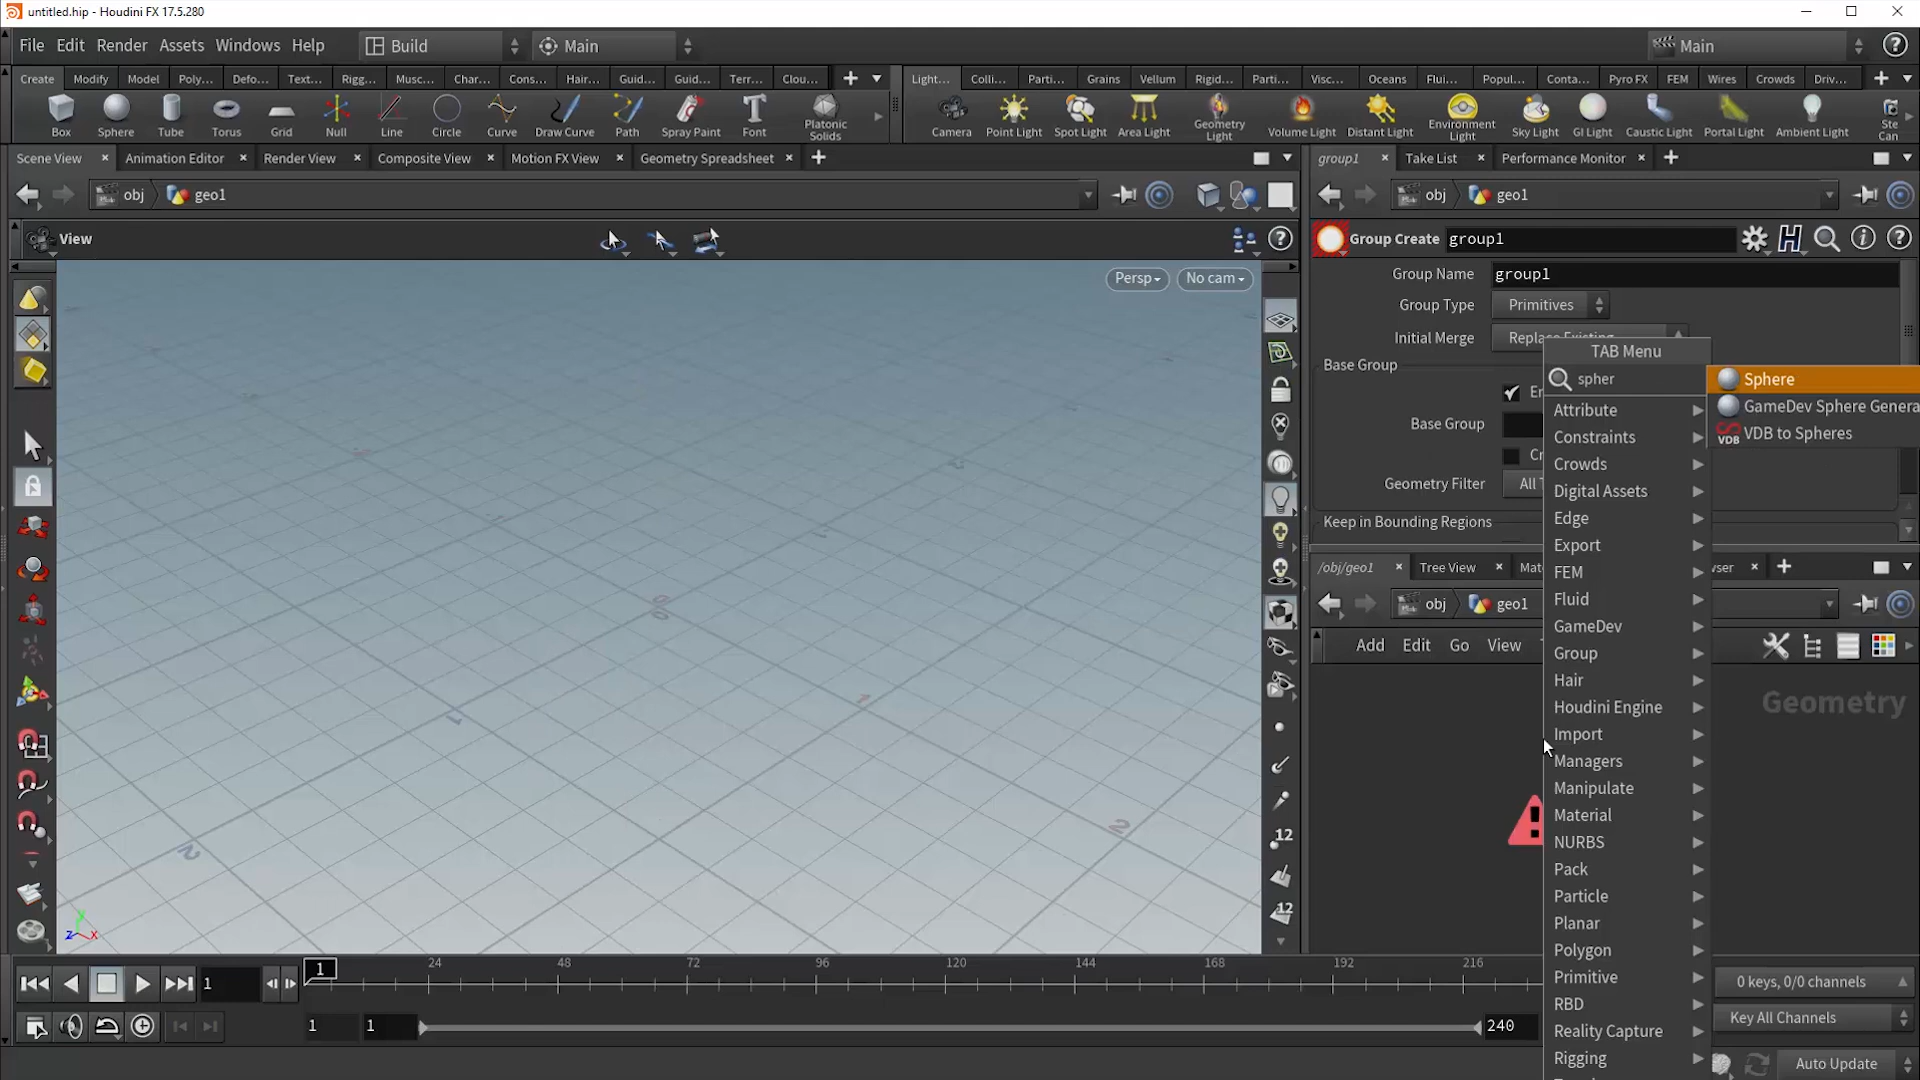 untitled.hip - Houdini FX 17.5.280
File Edit Render Assets Windows Help Build Main Main
Create Modify Model Poly... Defo... Text... Rigg... Musc... Char... Cons... Hair... Guid... Guid... Terr... Clou...
Light... Colli... Parti... Grains Vellum Rigid... Parti... Visc... Oceans Flui... Popul... Conta... Pyro FX FEM Wires Crowds Driv...
Box Sphere Tube Torus Grid Null Line Circle Curve Draw Curve Path Spray Paint Font Platonic Solids
Camera Point Light Spot Light Area Light Geometry Light Volume Light Distant Light Environment Light Sky Light GI Light Caustic Light Portal Light Ambient Light Ste Can
Scene View Animation Editor Render View Composite View Motion FX View Geometry Spreadsheet
group1 Take List Performance Monitor
obj geo1
obj geo1
View
Persp No cam
Group Create group1
Group Name group1
Group Type Primitives
Initial Merge Replace Existing
Base Group
Base Group
Geometry Filter All
Keep in Bounding Regions
TAB Menu
spher
Attribute
Constraints
Crowds
Digital Assets
Edge
Export
FEM
Fluid
GameDev
Group
Hair
Houdini Engine
Import
Managers
Manipulate
Material
NURBS
Pack
Particle
Planar
Polygon
Primitive
RBD
Reality Capture
Rigging
Sphere
GameDev Sphere Genera
VDB to Spheres
/obj/geo1 Tree View
obj geo1
Add Edit Go View
Geometry
12
12
1 1 24 48 72 96 120 144 168 192 216
1 1 240
0 keys, 0/0 channels
Key All Channels
Auto Update